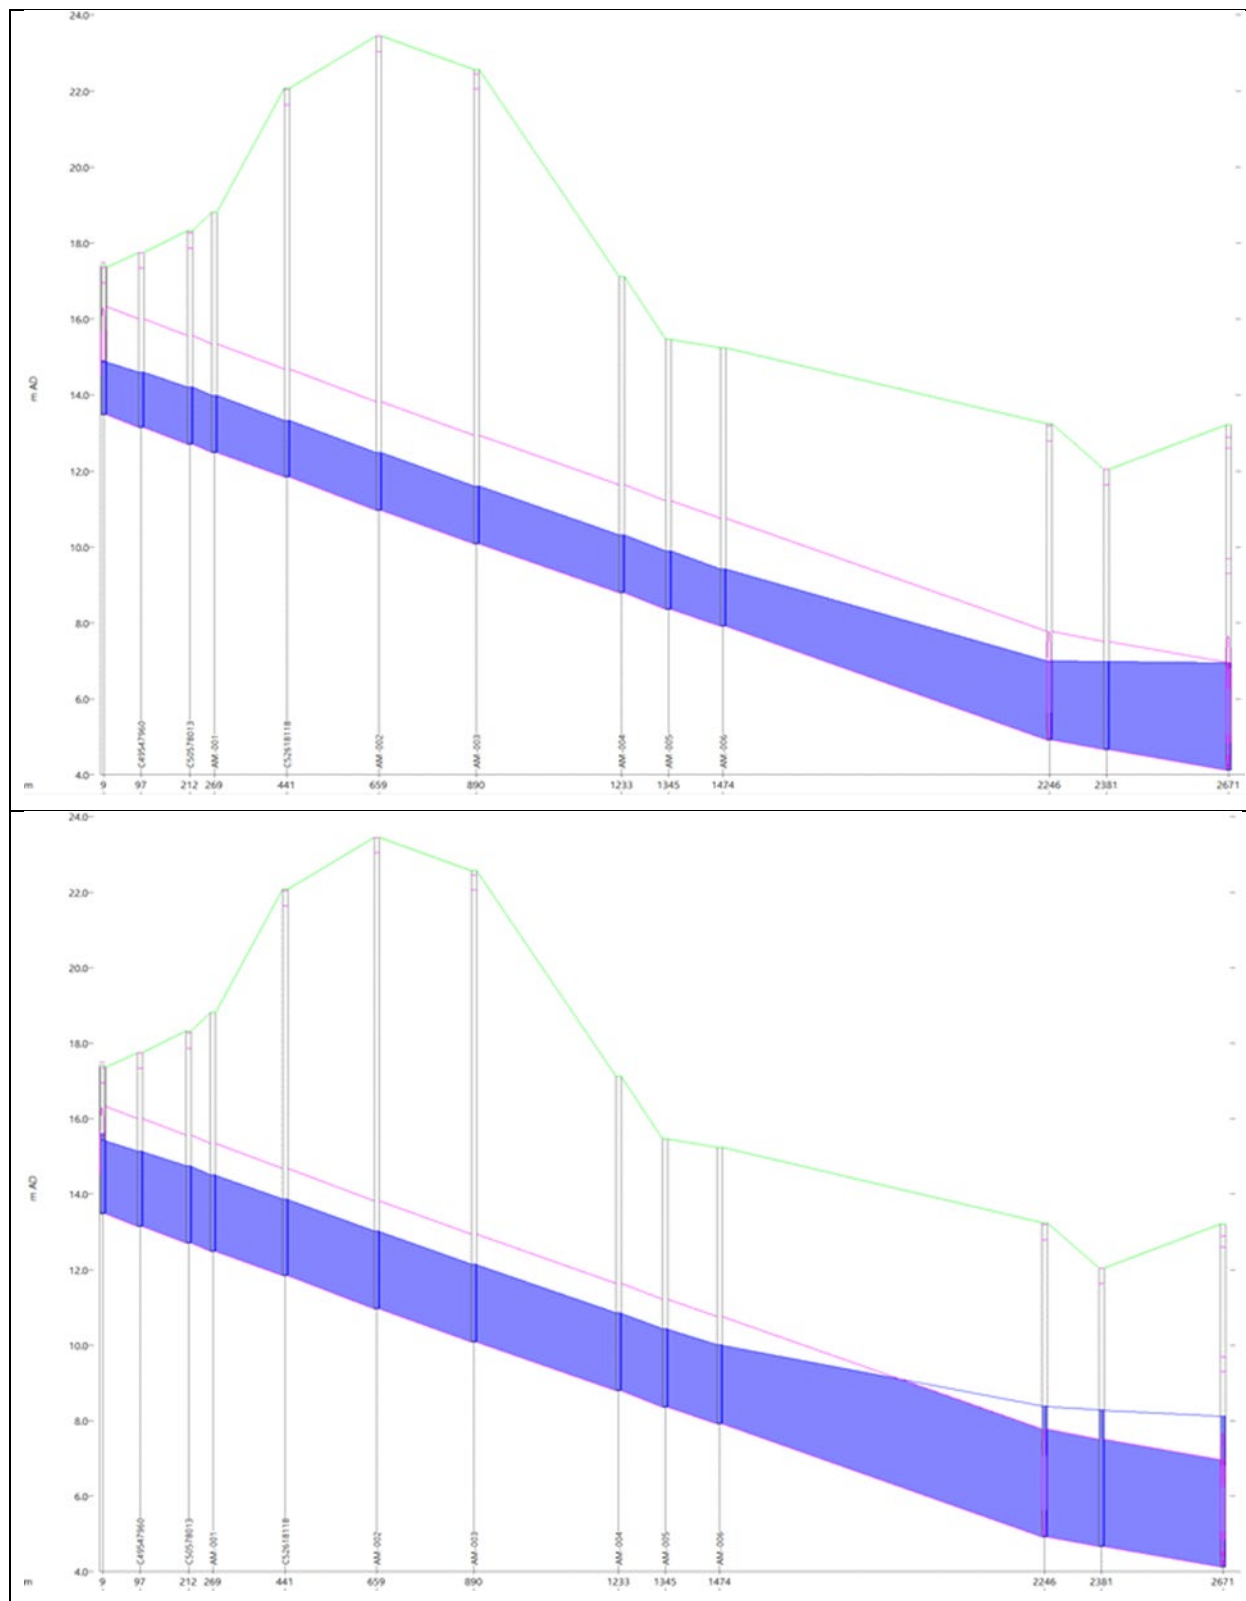 24.0
22.0
20.0
18.0
16.0
m AD
14.0
12.0
10.0
8.0
6.0
4.0
C49547960
C50578013
AM-001
C52618118
AM-002
AM-003
AM-004
AM-005
AM-006
m 9 97 212 269 441 659 890 1233 1345 1474 2246 2381 2671
24.0
22.0
20.0
18.0
16.0
m AD
14.0
12.0
10.0
8.0
6.0
4.0
C49547960
C50578013
AM-001
C52618118
AM-002
AM-003
AM-004
AM-005
AM-006
m 9 97 212 269 441 659 890 1233 1345 1474 2246 2381 2671